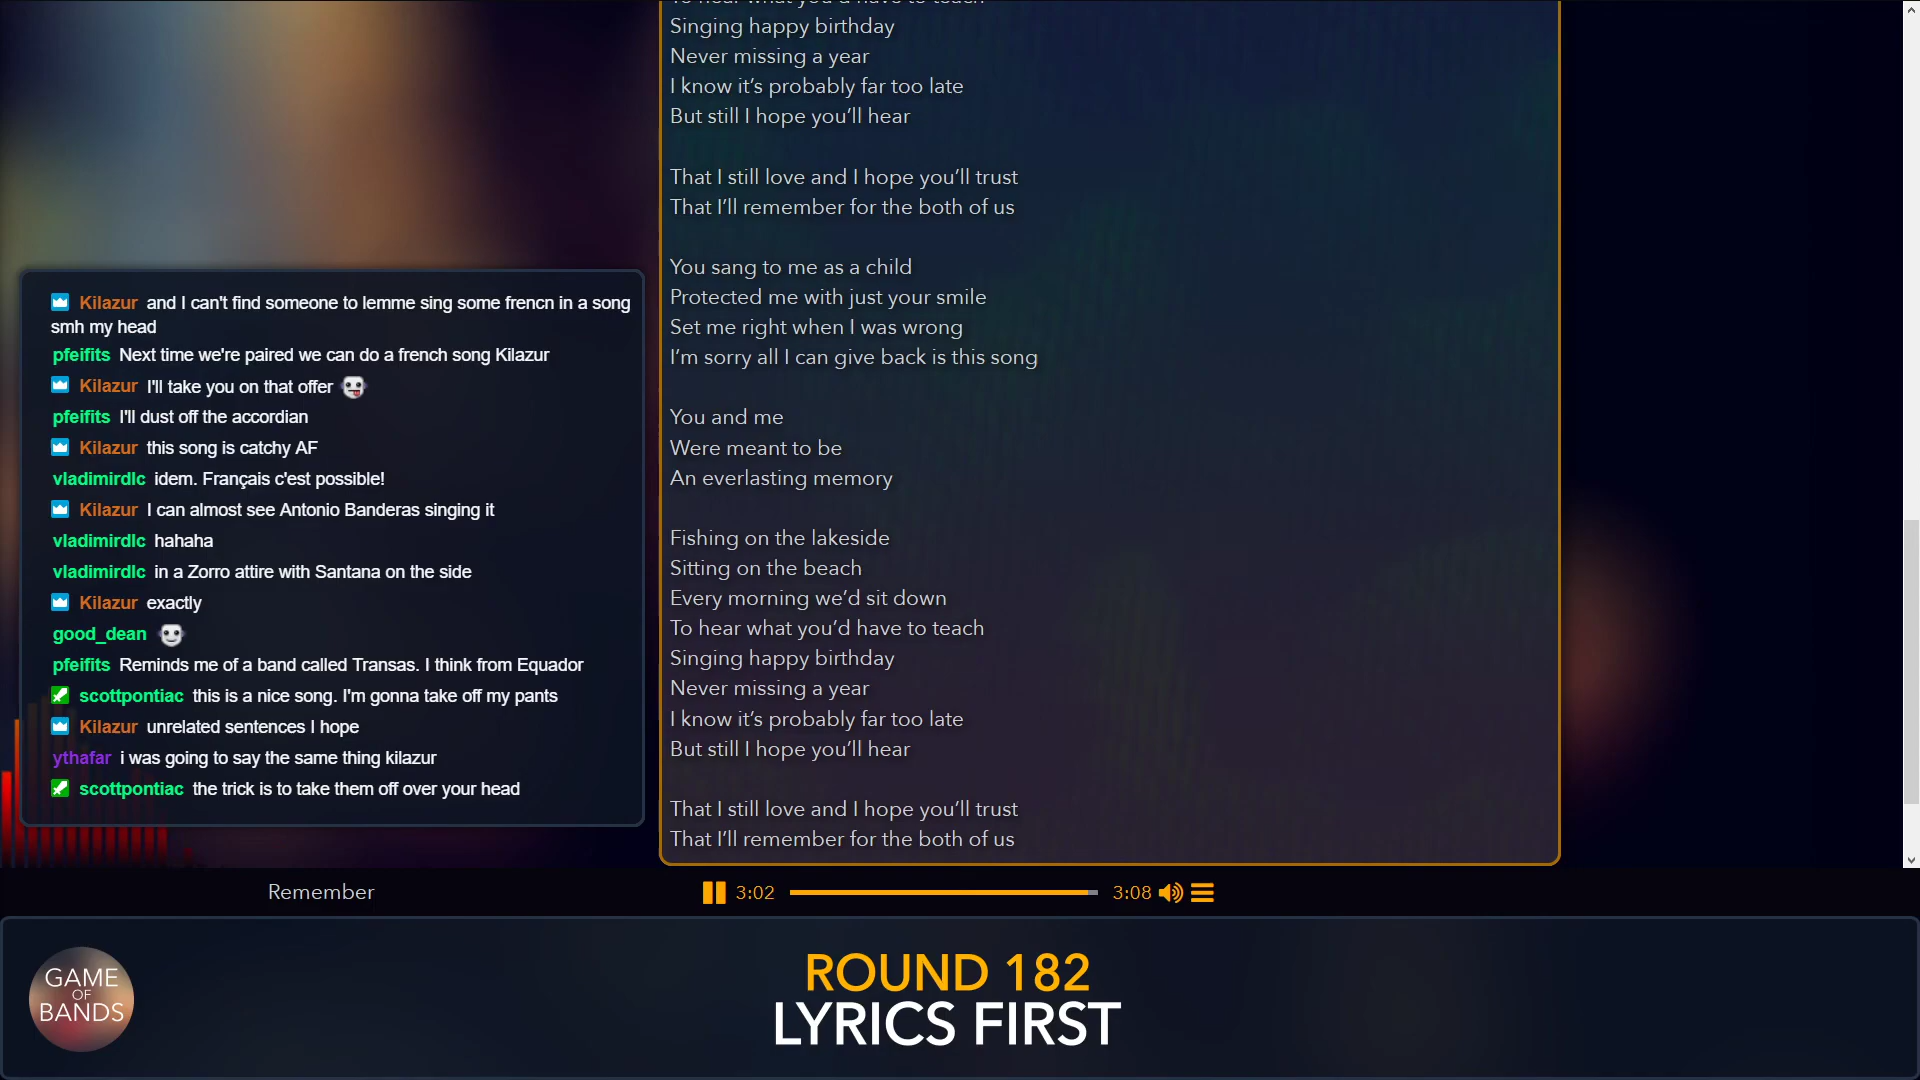 To hear what you'd have to teach
Singing happy birthday
Never missing a year
I know it's probably far too late
But still I hope you'll hear
That I still love and I hope you'll trust
That I'll remember for the both of us
You sang to me as a child
Protected me with just your smile
Set me right when I was wrong
I'm sorry all I can give back is this song
You and me
Were meant to be
An everlasting memory
Fishing on the lakeside
Sitting on the beach
Every morning we'd sit down
To hear what you'd have to teach
Singing happy birthday
Never missing a year
I know it's probably far too late
But still I hope you'll hear
That I still love and I hope you'll trust
That I'll remember for the both of us
Kilazur and I can't find someone to lemme sing some frencn in a song
smh my head
pfeifits Next time we're paired we can do a french song Kilazur
Kilazur I'll take you on that offer
pfeifits I'll dust off the accordian
Kilazur this song is catchy AF
vladimirdlc idem. Français c'est possible!
Kilazur I can almost see Antonio Banderas singing it
vladimirdlc hahaha
vladimirdlc in a Zorro attire with Santana on the side
Kilazur exactly
good_dean
pfeifits Reminds me of a band called Transas. I think from Equador
scottpontiac this is a nice song. I'm gonna take off my pants
Kilazur unrelated sentences I hope
ythafar i was going to say the same thing kilazur
scottpontiac the trick is to take them off over your head
Remember
3:02
3:08
GAME
OF
BANDS
ROUND 182
LYRICS FIRST